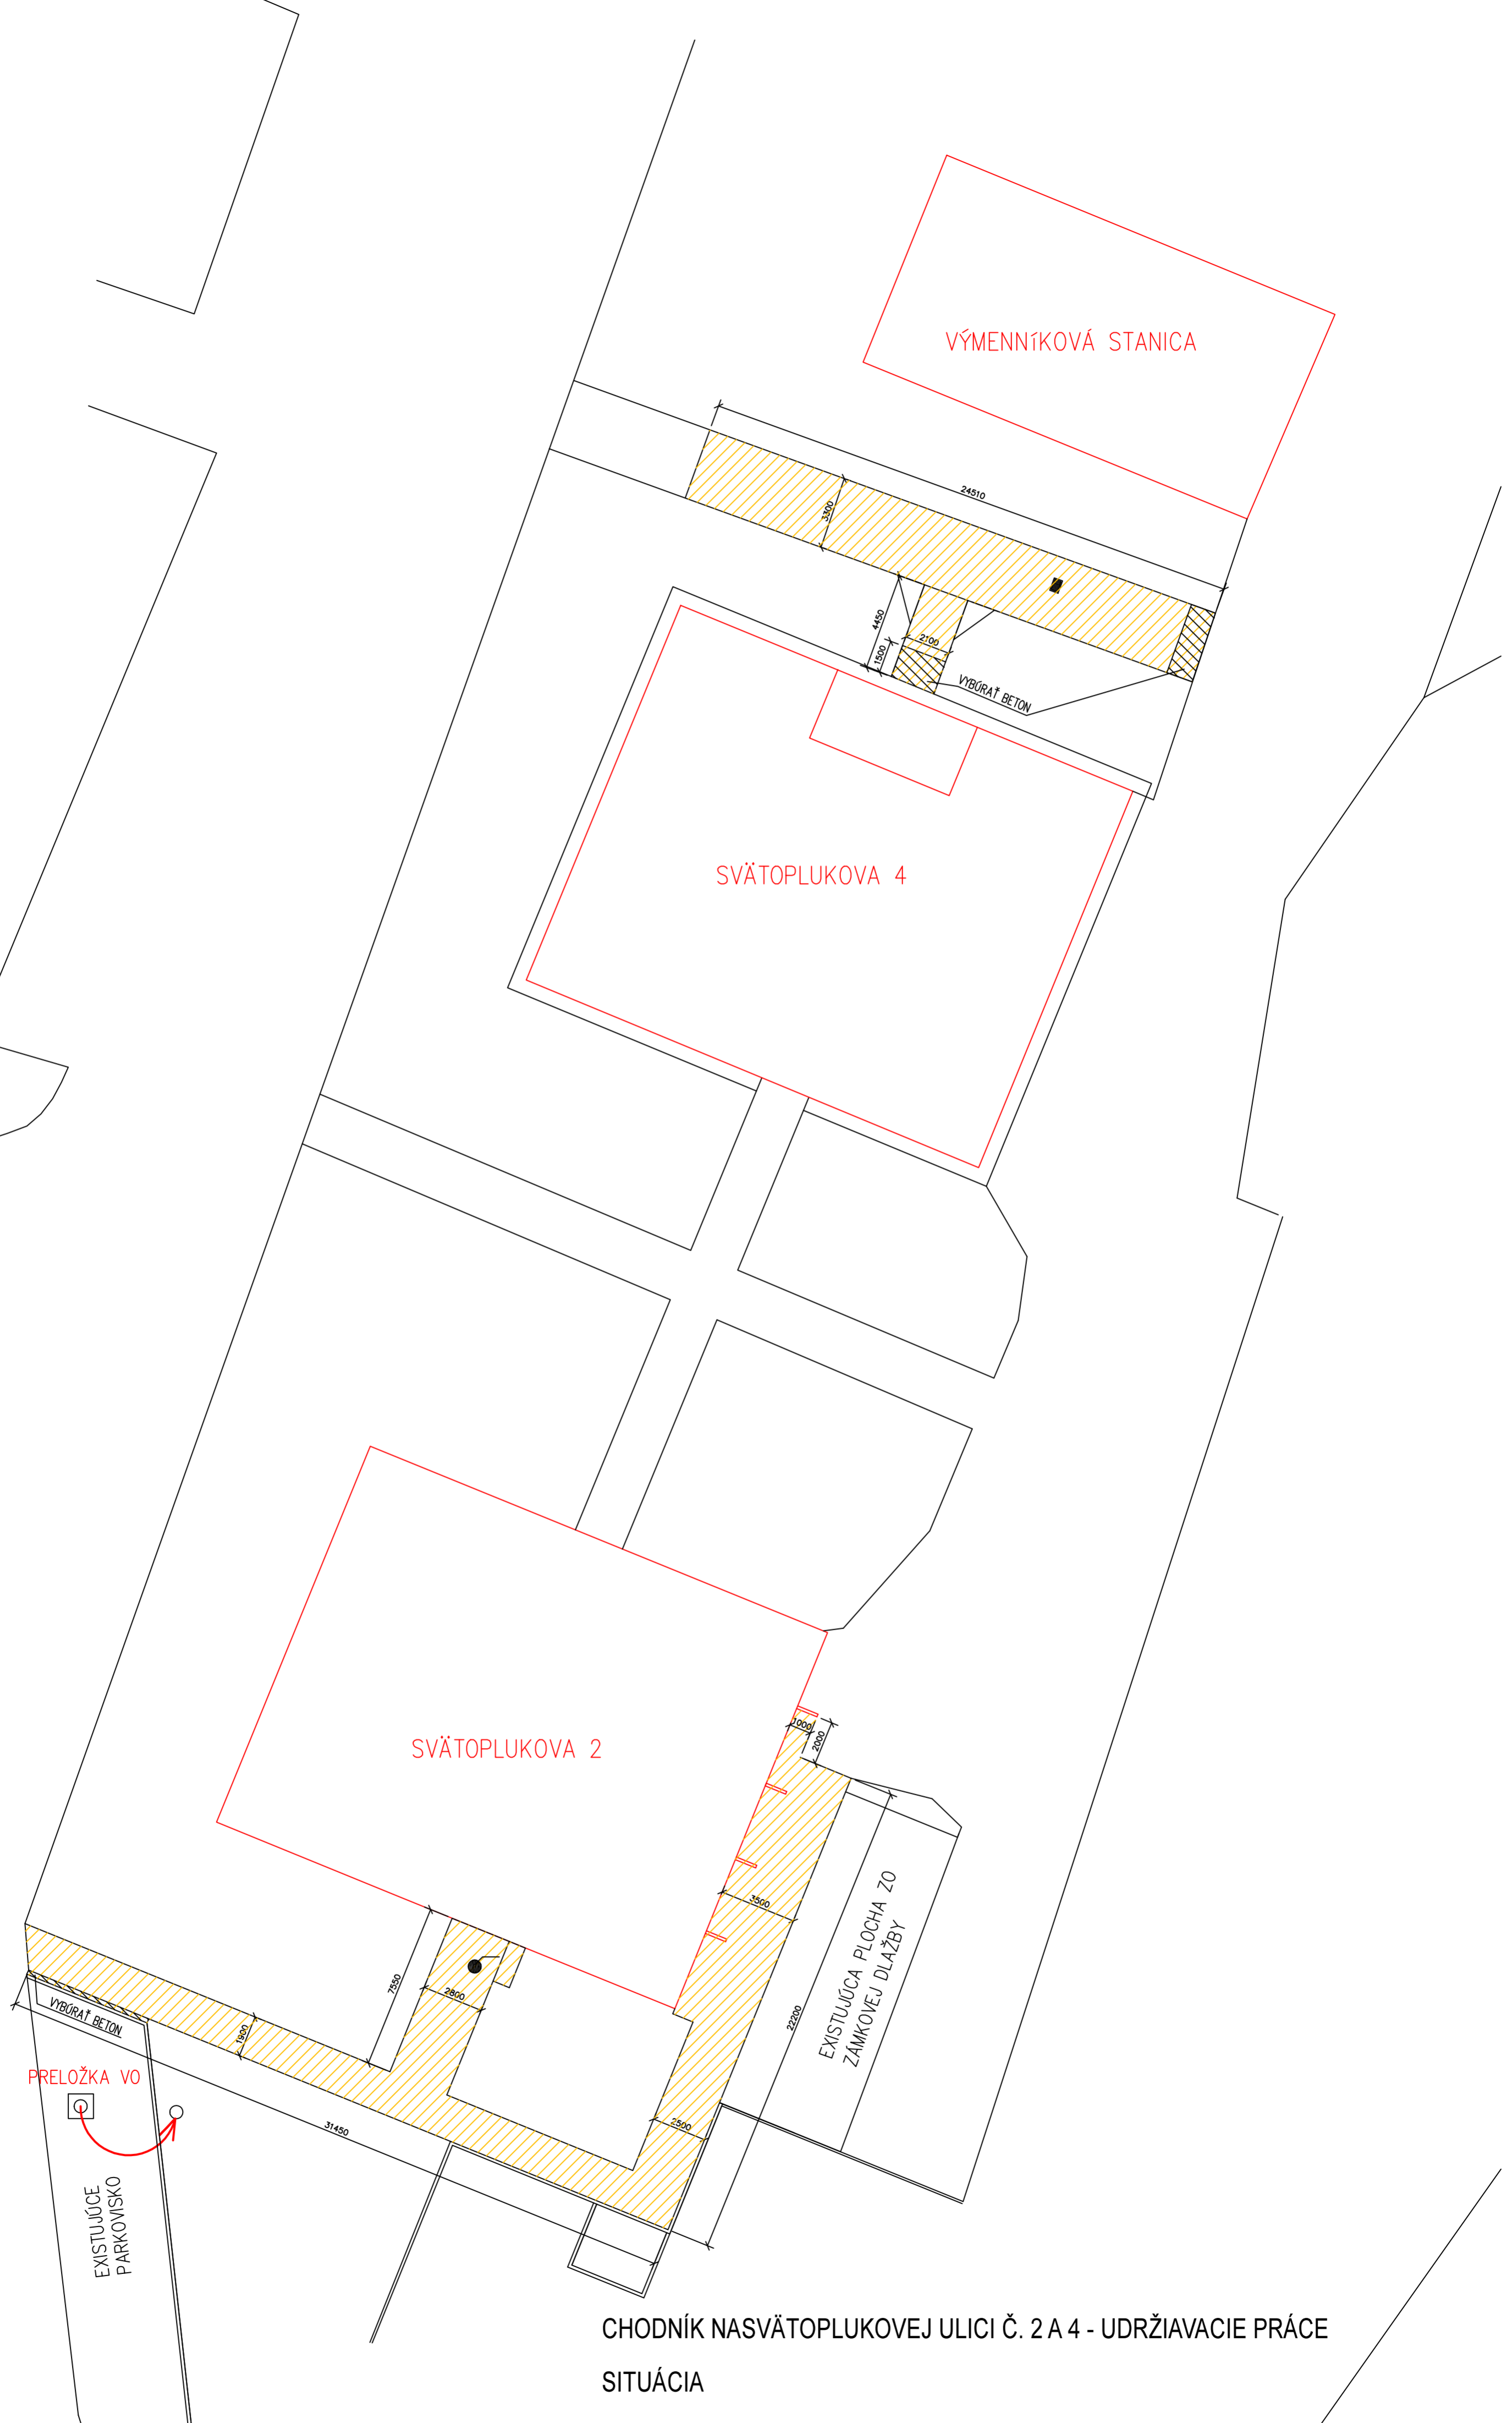 VÝMENNíKOVÁ STANICA
24510
3300
4450
2100
1500
VYBÚRAŤ BETON
SVÄTOPLUKOVA 4
SVÄTOPLUKOVA 2
1000
2000
3500
EXISTUJÚCA PLOCHA ZO
ZÁMKOVEJ DLAŽBY
7550
2800
22200
VYBÚRAŤ BETON
1900
PRELOŽKA VO
31450
2500
EXISTUJÚCE
PARKOVISKO
CHODNÍK NASVÄTOPLUKOVEJ ULICI Č. 2 A 4 - UDRŽIAVACIE PRÁCE
SITUÁCIA